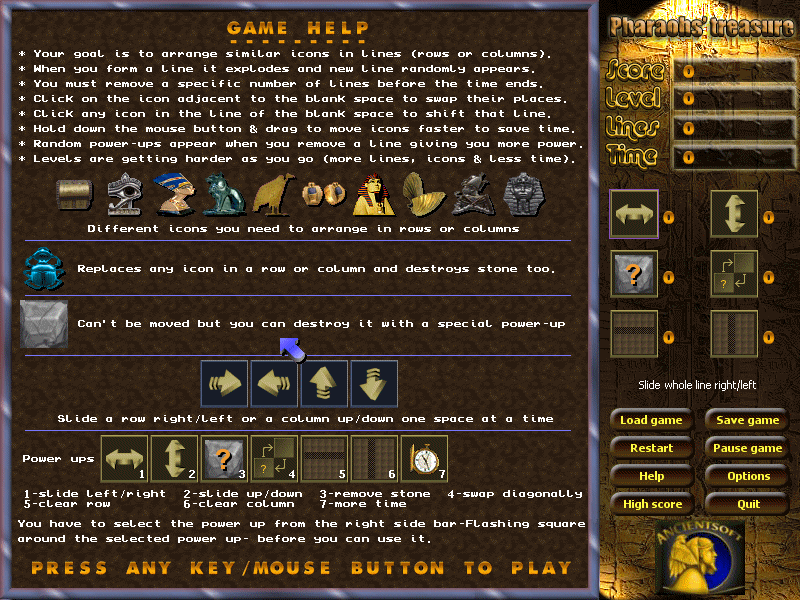 GAME HELP
* Your goal is to arrange similar icons in lines (rows or columns).
* When you form a line it explodes and new line randomly appears.
* You must remove a specific number of lines before the time ends.
* Click on the icon adjacent to the blank space to swap their places.
* Click any icon in the line of the blank space to shift that line.
* Hold down the mouse button & drag to move icons faster to save time.
* Random power-ups appear when you remove a line giving you more power.
* Levels are getting harder as you go (more lines, icons & less time).
Different icons you need to arrange in rows or columns
Replaces any icon in a row or column and destroys stone too.
Can't be moved but you can destroy it with a special power-up
Slide a row right/left or a column up/down one space at a time
Power ups 1 2 ? 3 ? 4 5 6 7
1-slide left/right 2-slide up/down 3-remove stone 4-swap diagonally
5-clear row 6-clear column 7-more time
You have to select the power up from the right side bar-Flashing square
around the selected power up- before you can use it.
PRESS ANY KEY/MOUSE BUTTON TO PLAY
Pharaohs' treasure
Score 0
Level 0
Lines 0
Time 0
0 0
? 0 ? 0
0 0
Slide whole line right/left
Load game Save game
Restart Pause game
Help Options
High score Quit
ANCIENTSOFT